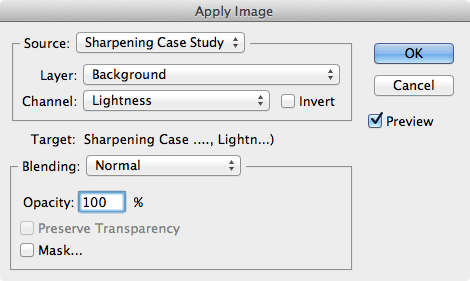 Apply Image
Source: Sharpening Case Study
OK
Layer: Background
Cancel
Channel: Lightness Invert
Preview
Target: Sharpening Case ...., Lightn...)
Blending: Normal
Opacity: 100 %
Preserve Transparency
Mask...